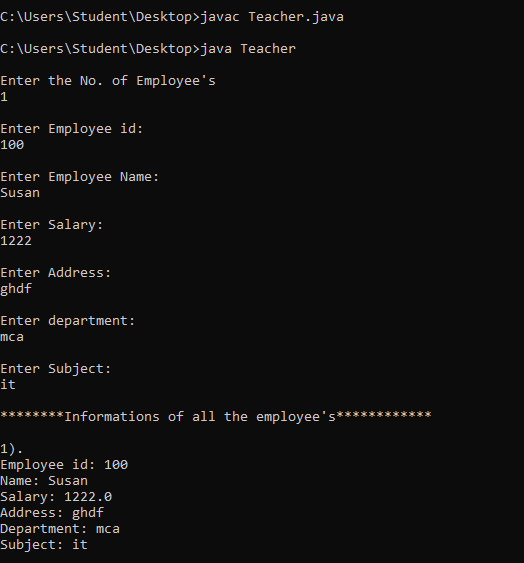 C:\Users\Student\Desktop>javac Teacher.java
C:\Users\Student\Desktop>java Teacher
Enter the No. of Employee's
1
Enter Employee id:
100
Enter Employee Name:
Susan
Enter Salary:
1222
Enter Address:
ghdf
Enter department:
mca
Enter Subject:
it
********Informations of all the employee's************
1).
Employee id: 100
Name: Susan
Salary: 1222.0
Address: ghdf
Department: mca
Subject: it